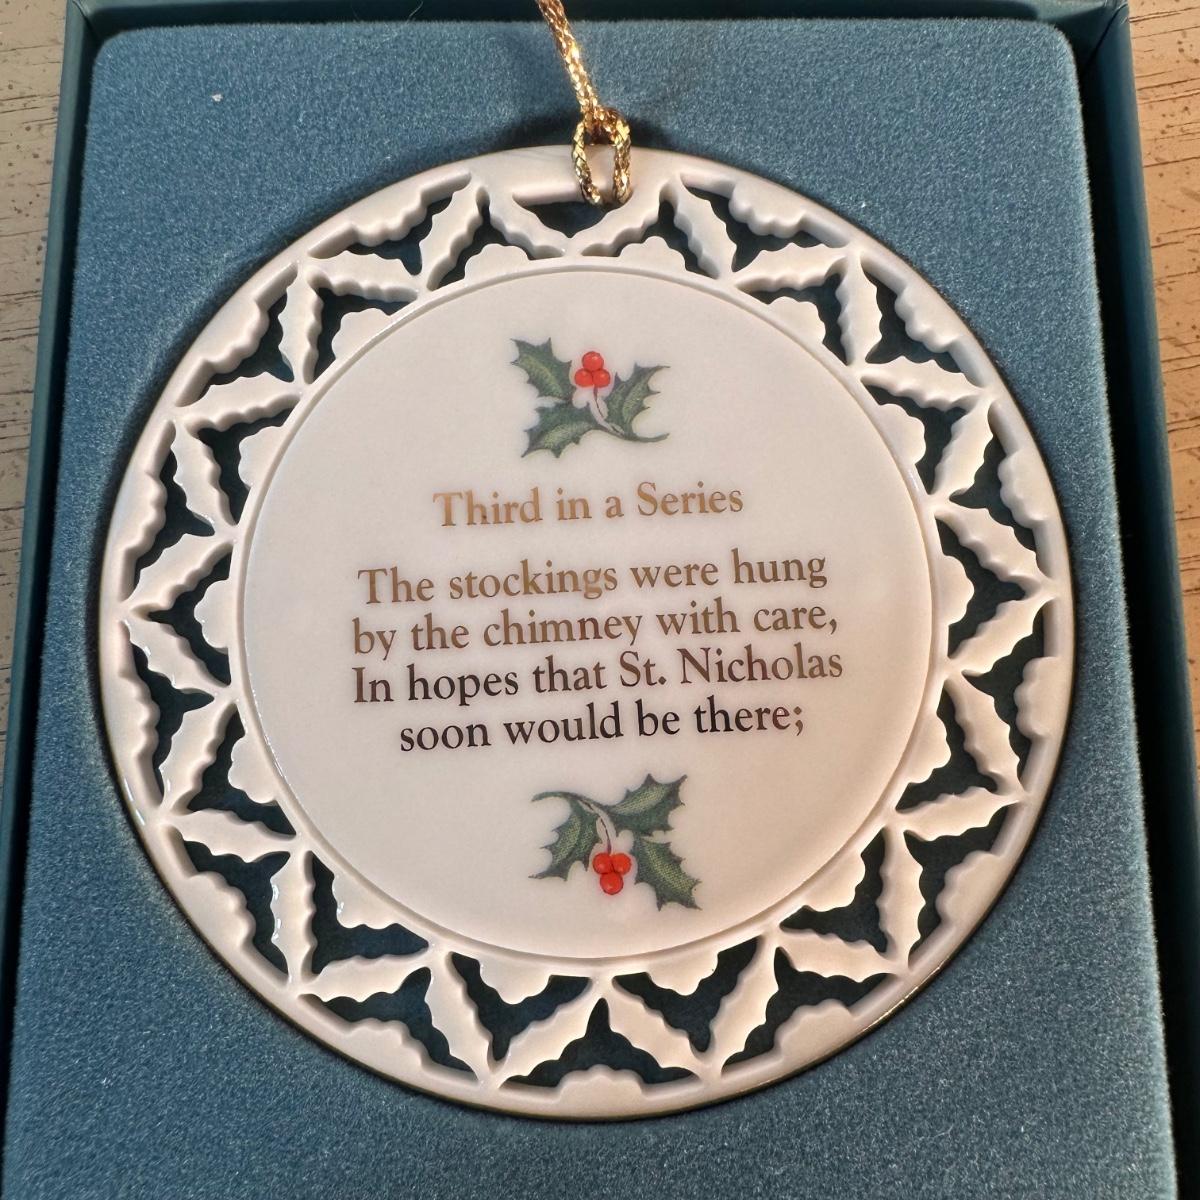 Third in a Series
The stockings were hung
by the chimney with care,
In hopes that St. Nicholas
soon would be there;